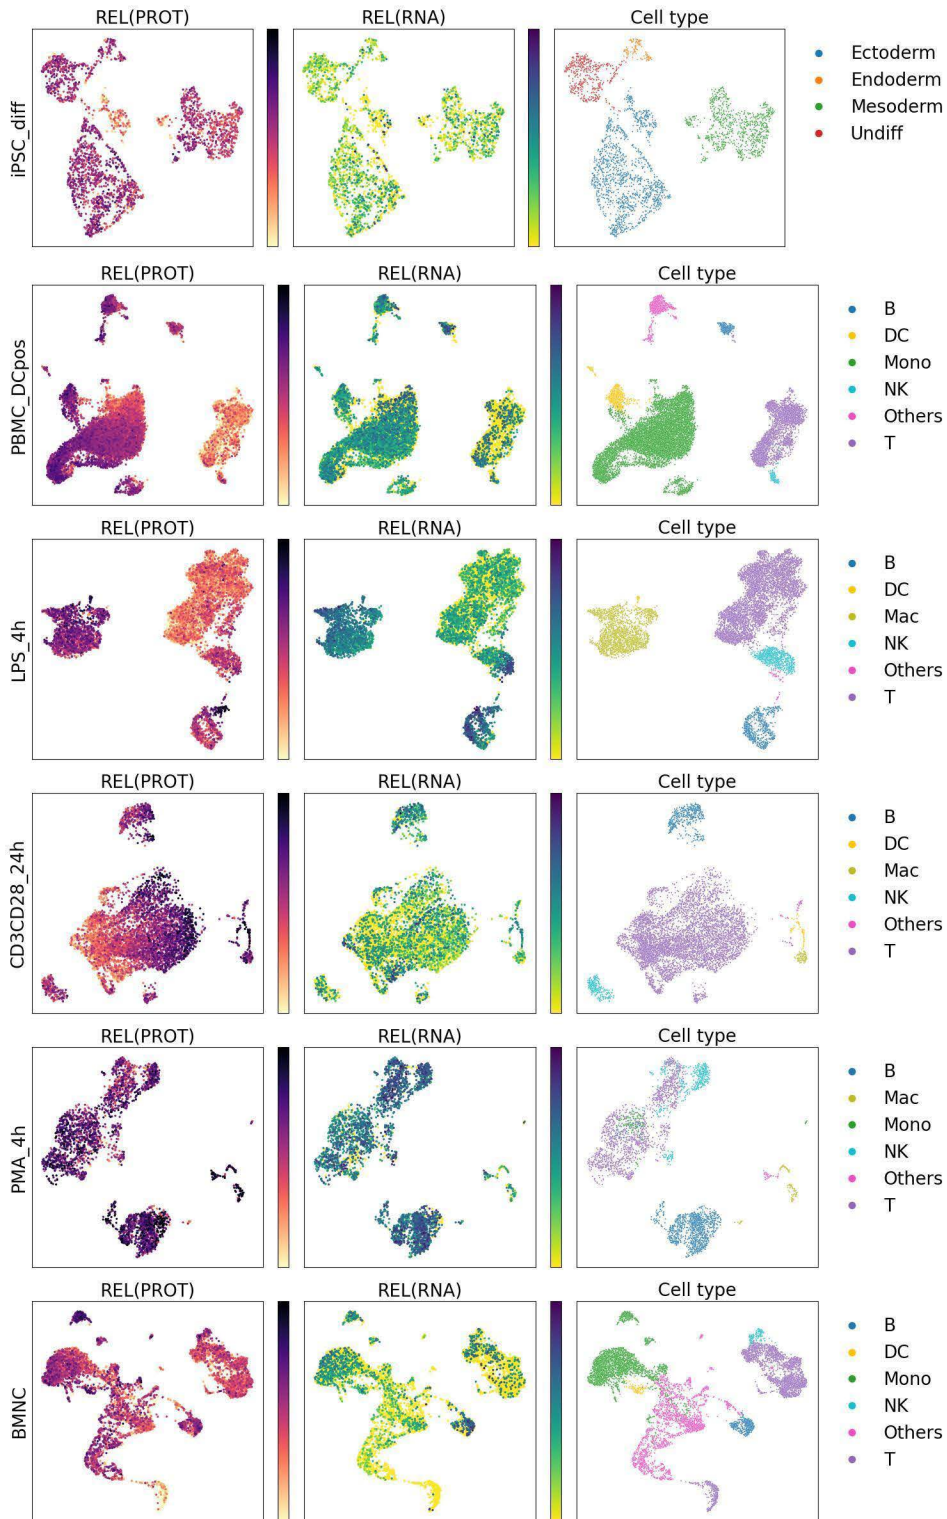 REL(PROT) REL(RNA) Cell type
iPSC_diff
Ectoderm
Endoderm
Mesoderm
Undiff
REL(PROT) REL(RNA) Cell type
PBMC_DCpos
B
DC
Mono
NK
Others
T
REL(PROT) REL(RNA) Cell type
LPS_4h
B
DC
Mac
NK
Others
T
REL(PROT) REL(RNA) Cell type
CD3CD28_24h
B
DC
Mac
NK
Others
T
REL(PROT) REL(RNA) Cell type
PMA_4h
B
Mac
Mono
NK
Others
T
REL(PROT) REL(RNA) Cell type
BMNC
B
DC
Mono
NK
Others
T